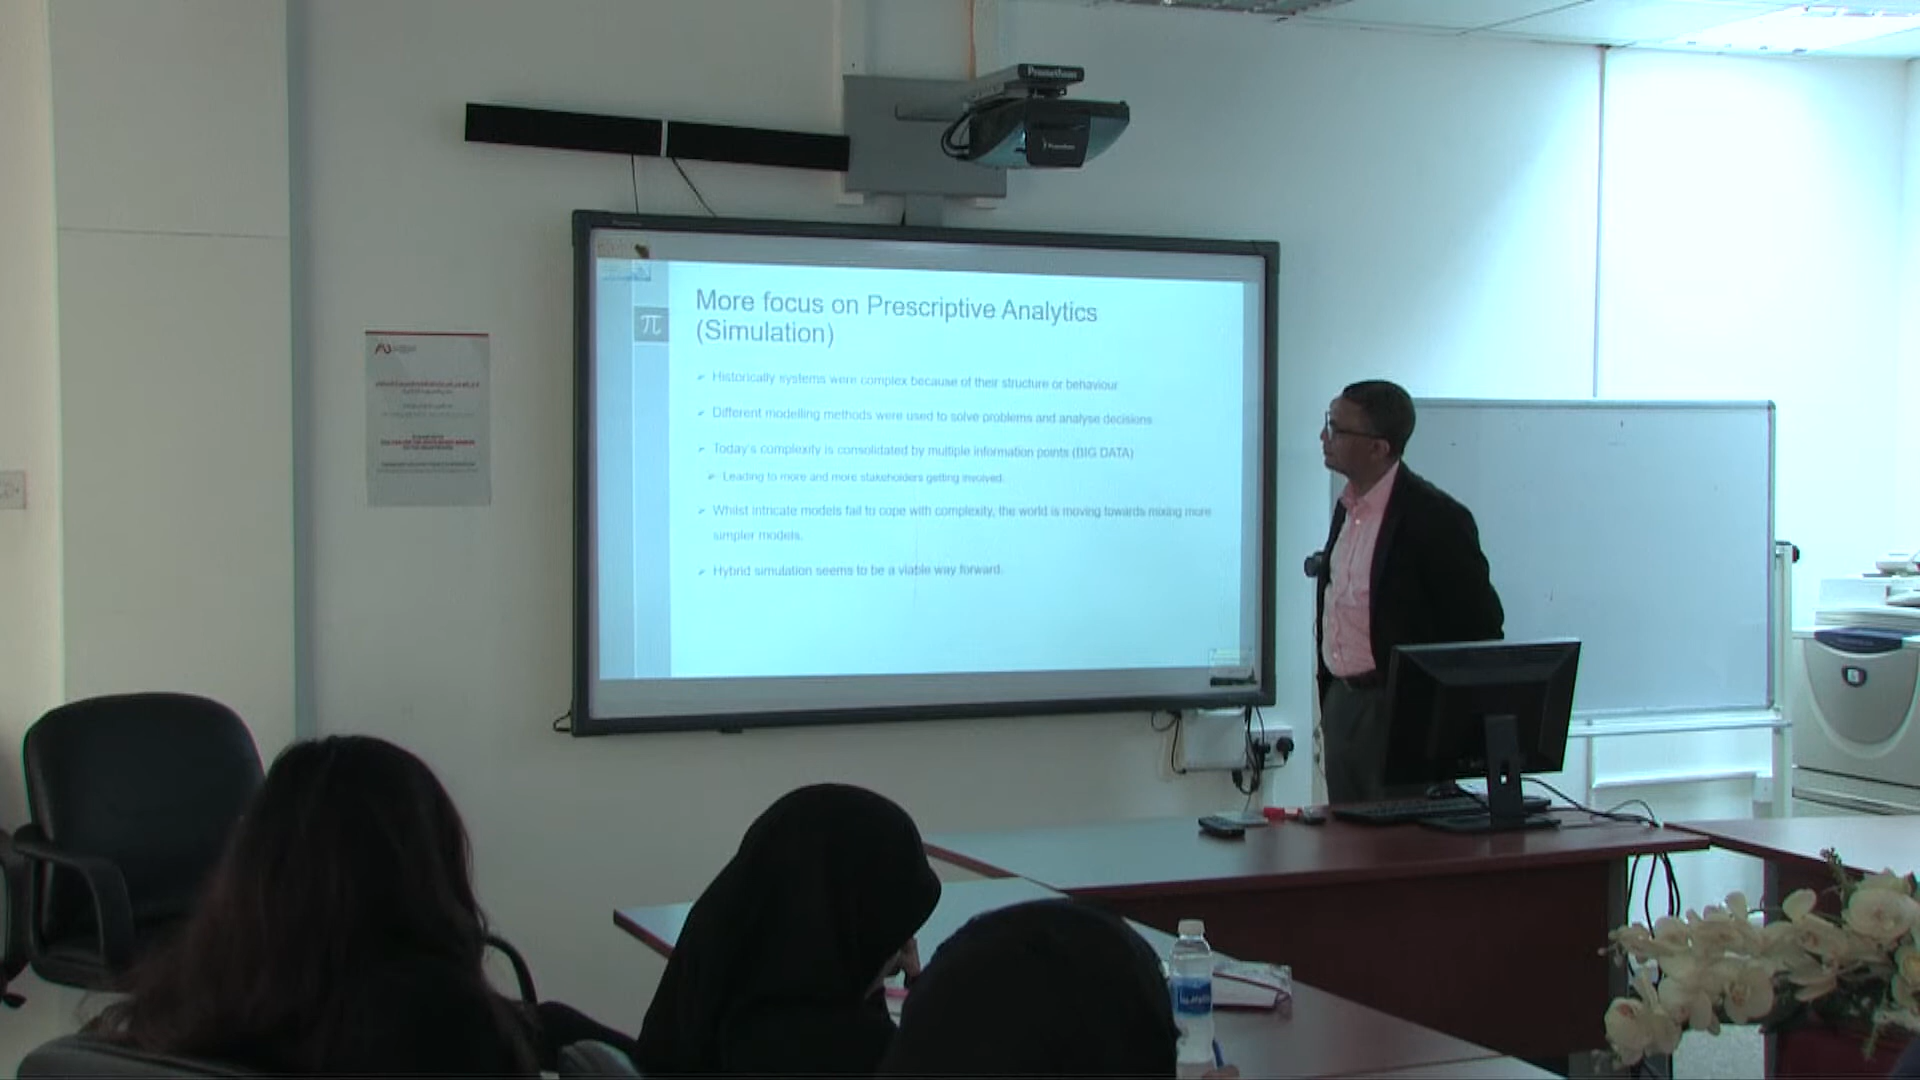 Promethean
Promethean
π
More focus on Prescriptive Analytics
(Simulation)
Historically systems were complex because of their structure or behaviour
Different modelling methods were used to solve problems and analyse decisions
Today's complexity is consolidated by multiple information points (BIG DATA)
Leading to more and more stakeholders getting involved.
Whilst intricate models fail to cope with complexity, the world is moving towards mixing more
simpler models.
Hybrid simulation seems to be a viable way forward.